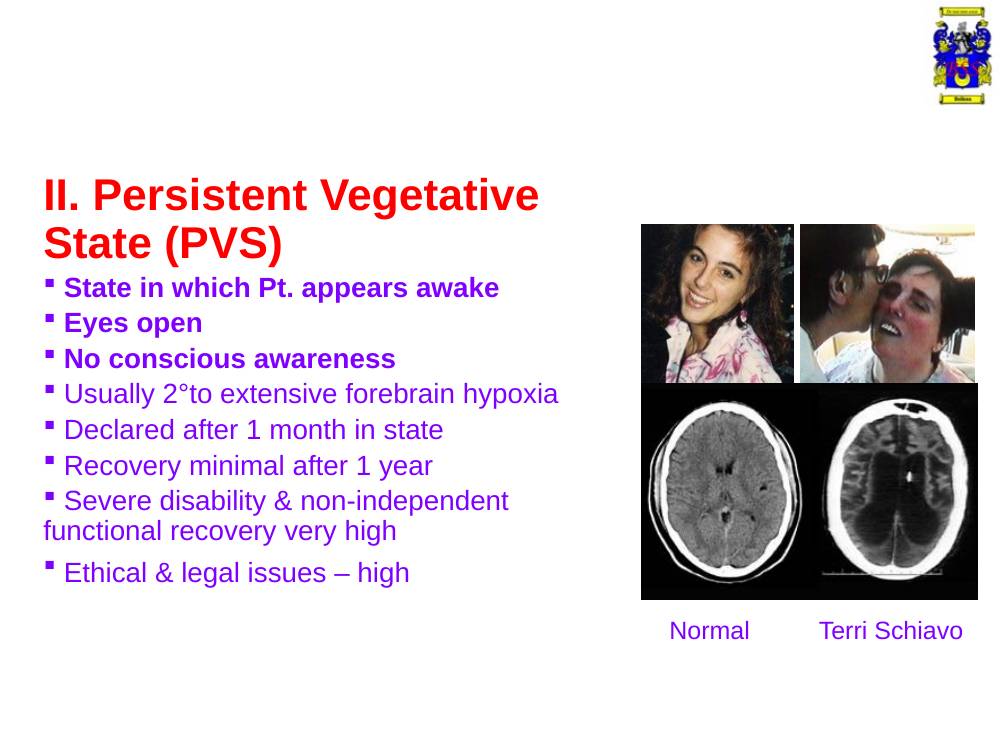 II. Persistent Vegetative
State (PVS)
▪ State in which Pt. appears awake
▪ Eyes open
▪ No conscious awareness
▪ Usually 2°to extensive forebrain hypoxia
▪ Declared after 1 month in state
▪ Recovery minimal after 1 year
▪ Severe disability & non-independent
functional recovery very high
▪ Ethical & legal issues – high
Normal
Terri Schiavo